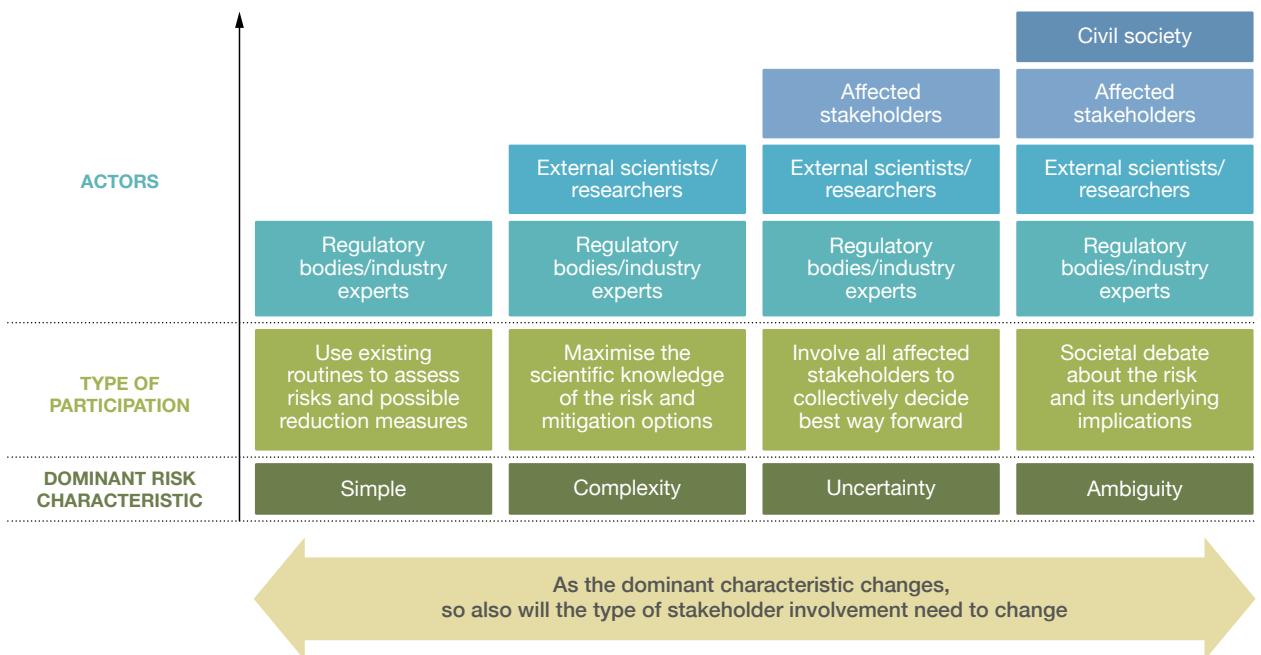 Civil society
Affected
stakeholders
Affected
stakeholders
ACTORS
External scientists/
researchers
External scientists/
researchers
External scientists/
researchers
Regulatory
bodies/industry
experts
Regulatory
bodies/industry
experts
Regulatory
bodies/industry
experts
Regulatory
bodies/industry
experts
TYPE OF
PARTICIPATION
Use existing
routines to assess
risks and possible
reduction measures
Maximise the
scientific knowledge
of the risk and
mitigation options
Involve all affected
stakeholders to
collectively decide
best way forward
Societal debate
about the risk
and its underlying
implications
DOMINANT RISK
CHARACTERISTIC
Simple
Complexity
Uncertainty
Ambiguity
As the dominant characteristic changes,
so also will the type of stakeholder involvement need to change